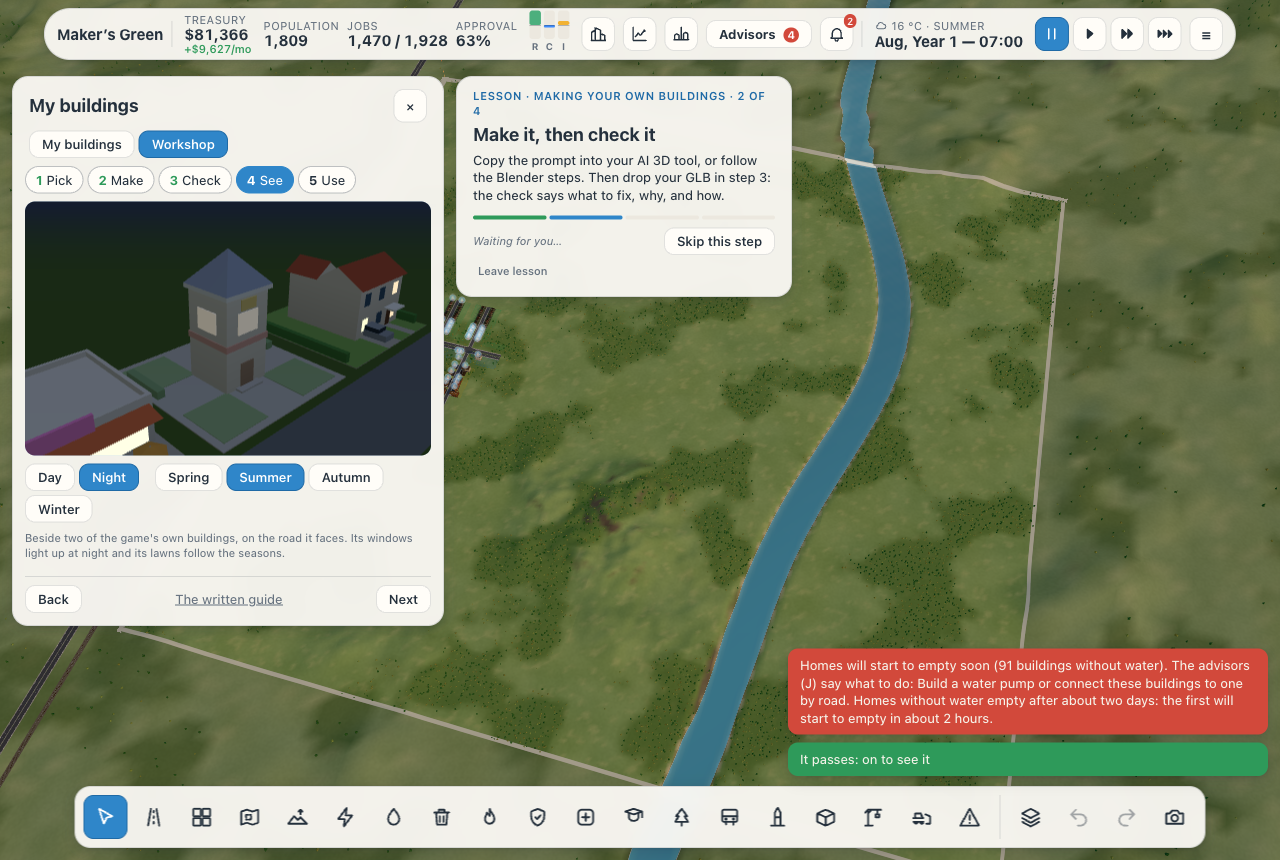 Maker's Green
TREASURY
$81,366
+$9,627/mo
POPULATION
1,809
JOBS
1,470 / 1,928
APPROVAL
63%
R C I
Advisors 4
2
16 °C · SUMMER
Aug, Year 1 — 07:00
My buildings
×
My buildings
Workshop
1 Pick
2 Make
3 Check
4 See
5 Use
Day
Night
Spring
Summer
Autumn
Winter
Beside two of the game's own buildings, on the road it faces. Its windows
light up at night and its lawns follow the seasons.
Back
The written guide
Next
LESSON · MAKING YOUR OWN BUILDINGS · 2 OF
4
Make it, then check it
Copy the prompt into your AI 3D tool, or follow
the Blender steps. Then drop your GLB in step 3:
the check says what to fix, why, and how.
Waiting for you...
Skip this step
Leave lesson
Homes will start to empty soon (91 buildings without water). The advisors
(J) say what to do: Build a water pump or connect these buildings to one
by road. Homes without water empty after about two days: the first will
start to empty in about 2 hours.
It passes: on to see it